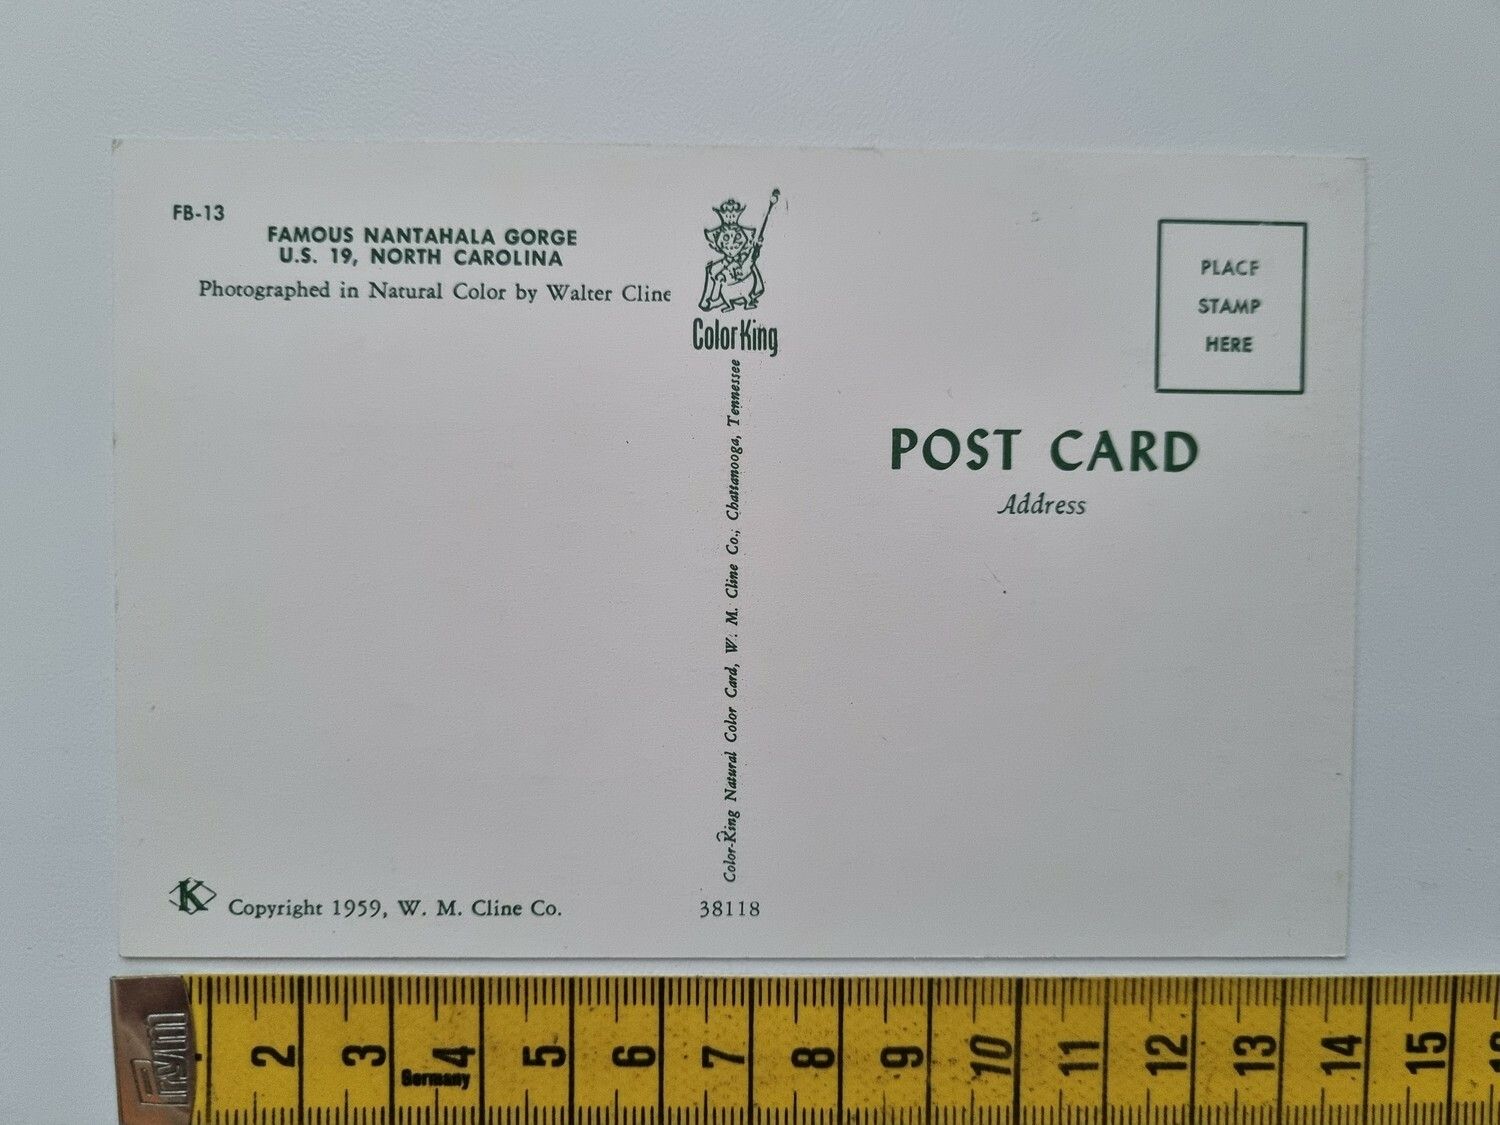 FB-13
FAMOUS NANTAHALA GORGE
U.S. 19, NORTH CAROLINA
Photographed in Natural Color by Walter Cline
ColorKing
Color-King Natural Color Card, W. M. Cline Co., Chattanooga, Tennessee
PLACE
STAMP
HERE
POST CARD
Address
K
Copyright 1959, W. M. Cline Co.
38118
Prym
2 3 4 5 6 7 8 9 10 11 12 13 14 15
Germany